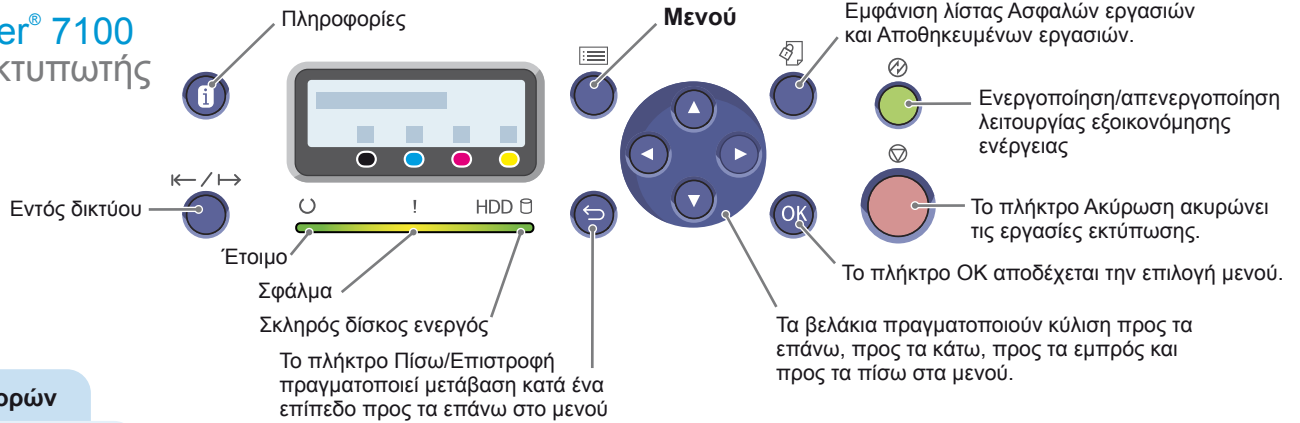 er® 7100
κτυπωτής
Πληροφορίες
Μενού
Εμφάνιση λίστας Ασφαλών εργασιών
και Αποθηκευμένων εργασιών.
Ενεργοποίηση/απενεργοποίηση
λειτουργίας εξοικονόμησης
ενέργειας
Εντός δικτύου
! HDD
OK
Το πλήκτρο Ακύρωση ακυρώνει
τις εργασίες εκτύπωσης.
Έτοιμο
Σφάλμα
Σκληρός δίσκος ενεργός
Το πλήκτρο Πίσω/Επιστροφή
πραγματοποιεί μετάβαση κατά ένα
επίπεδο προς τα επάνω στο μενού
Το πλήκτρο OK αποδέχεται την επιλογή μενού.
Τα βελάκια πραγματοποιούν κύλιση προς τα
επάνω, προς τα κάτω, προς τα εμπρός και
προς τα πίσω στα μενού.
ορών